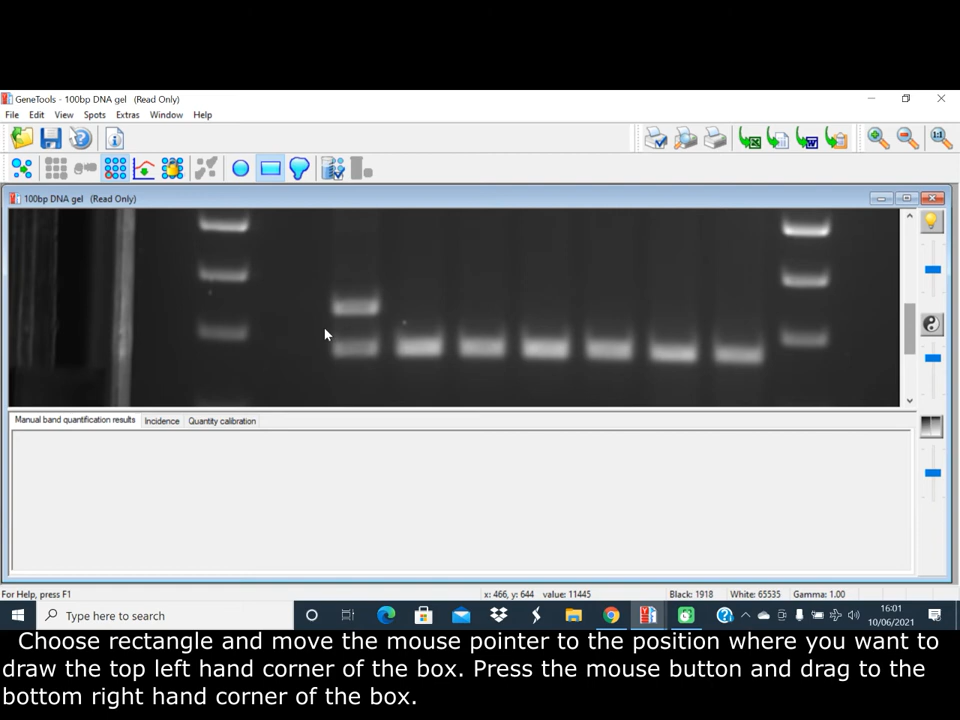 GeneTools - 100bp DNA gel (Read Only)
File Edit View Spots Extras Window Help
1:1
100bp DNA gel (Read Only)
Manual band quantification results Incidence Quantity calibration
For Help, press F1 x: 466, y: 644 value: 11445 Black: 1918 White: 65535 Gamma: 1.00
Type here to search
16:01
10/06/2021
Choose rectangle and move the mouse pointer to the position where you want to
draw the top left hand corner of the box. Press the mouse button and drag to the
bottom right hand corner of the box.